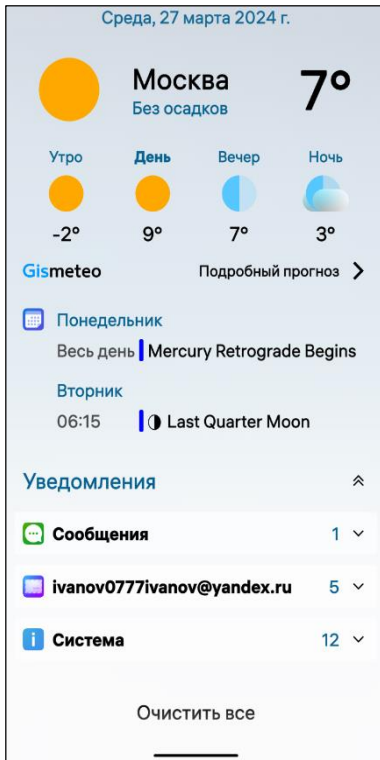 Среда, 27 марта 2024 г.
Москва
7°
Без осадков
Утро День Вечер Ночь
-2° 9° 7° 3°
Gismeteo Подробный прогноз
Понедельник
Весь день Mercury Retrograde Begins
Вторник
06:15 Last Quarter Moon
Уведомления
Сообщения 1
ivanov0777ivanov@yandex.ru 5
Система 12
Очистить все